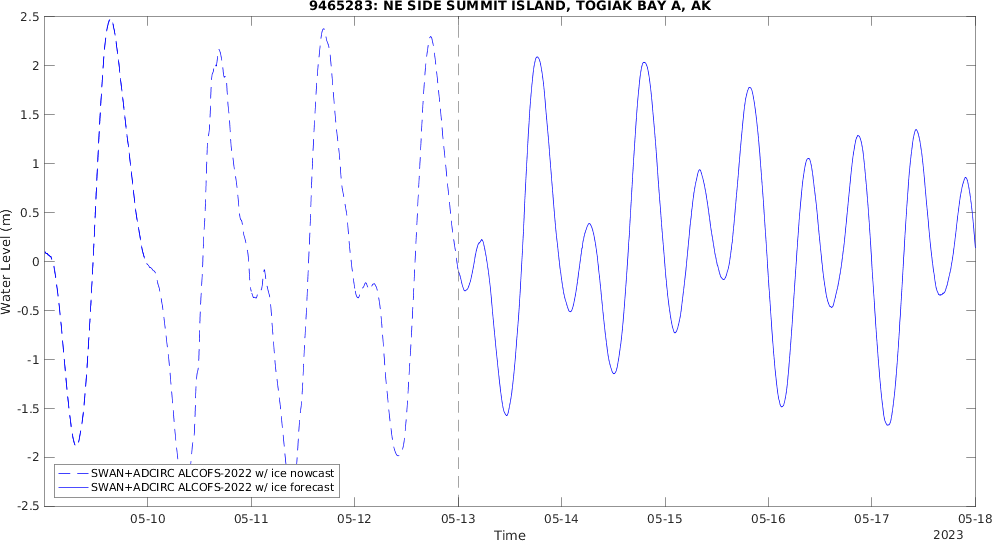 9465283: NE SIDE SUMMIT ISLAND, TOGIAK BAY A, AK
2.5
2
1.5
1
0.5
0
-0.5
-1
-1.5
-2
-2.5
Water Level (m)
SWAN+ADCIRC ALCOFS-2022 w/ ice nowcast
SWAN+ADCIRC ALCOFS-2022 w/ ice forecast
05-10 05-11 05-12 05-13 05-14 05-15 05-16 05-17 05-18
Time
2023